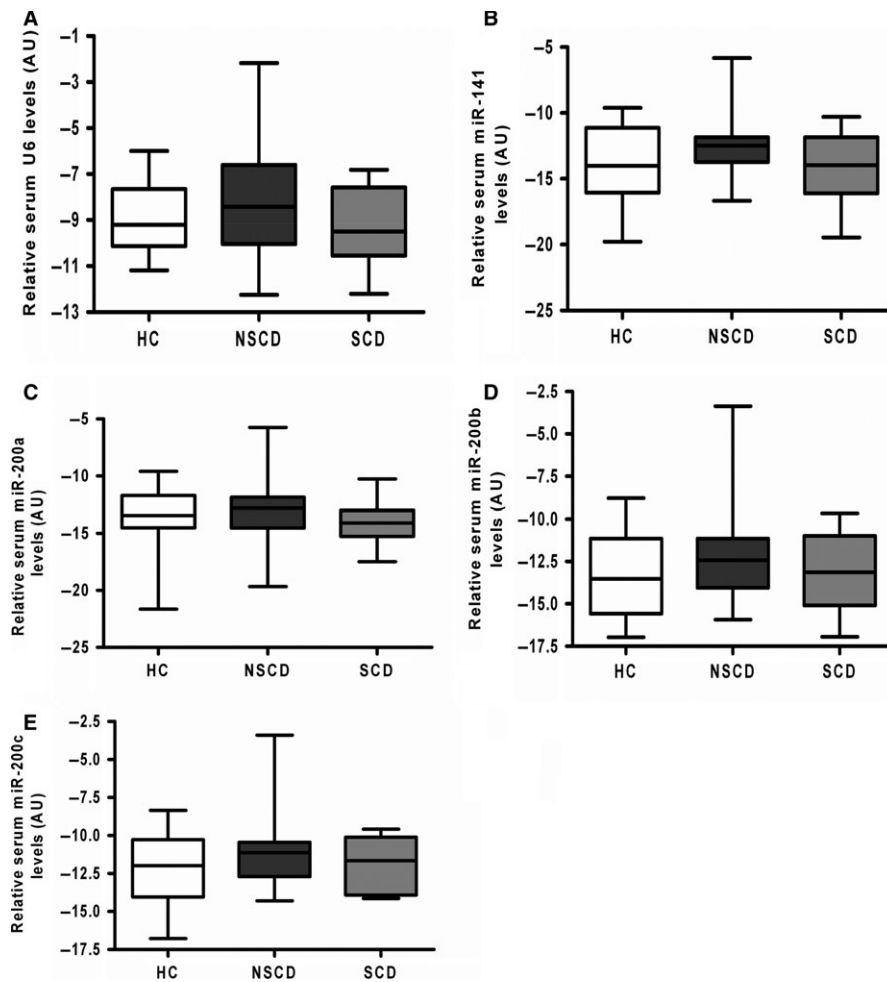 A
Relative serum U6 levels (AU)
–1
–3
–5
–7
–9
–11
–13
HC NSCD SCD
B
Relative serum miR-141
levels (AU)
–5
–10
–15
–20
–25
HC NSCD SCD
C
Relative serum miR-200a
levels (AU)
–5
–10
–15
–20
–25
HC NSCD SCD
D
Relative serum miR-200b
levels (AU)
–2.5
–5.0
–7.5
–10.0
–12.5
–15.0
–17.5
HC NSCD SCD
E
Relative serum miR-200c
levels (AU)
–2.5
–5.0
–7.5
–10.0
–12.5
–15.0
–17.5
HC NSCD SCD